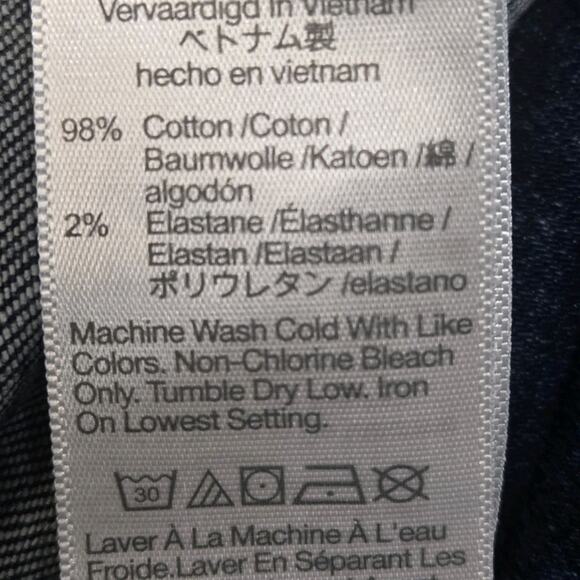 Vervaardigd in Vietnam
ベトナム製
hecho en vietnam
98% Cotton /Coton /
Baumwolle /Katoen /綿 /
algodón
2% Elastane /Élasthanne /
Elastan /Elastaan /
ポリウレタン /elastano
Machine Wash Cold With Like
Colors. Non-Chlorine Bleach
Only. Tumble Dry Low. Iron
On Lowest Setting.
30
Laver À La Machine À L'eau
Froide.Laver En Séparant Les